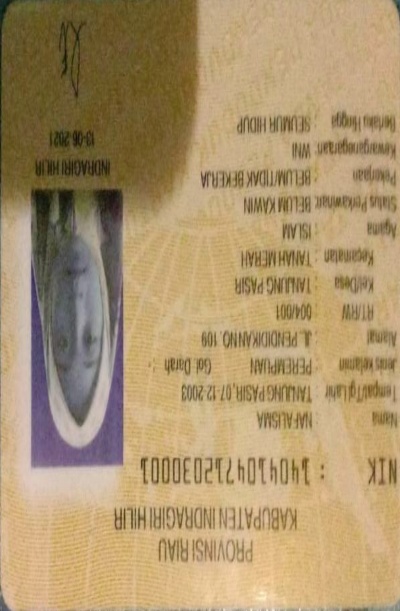 PROVINSI RIAU
KABUPATEN INDRAGIRI HILIR
NIK : 1404104712030001
Nama : NAFALISMA
Tempat/Tgl Lahir : TANJUNG PASIR, 07-12-2003
Jenis kelamin : PEREMPUAN Gol. Darah :
Alamat : JL. PENDIDIKAN NO. 109
RT/RW : 004/001
Kel/Desa : TANJUNG PASIR
Kecamatan : TANAH MERAH
Agama : ISLAM
Status Perkawinan: BELUM KAWIN
Pekerjaan : BELUM/TIDAK BEKERJA
Kewarganegaraan: WNI
Berlaku Hingga : SEUMUR HIDUP
INDRAGIRI HILIR
13-06-2021